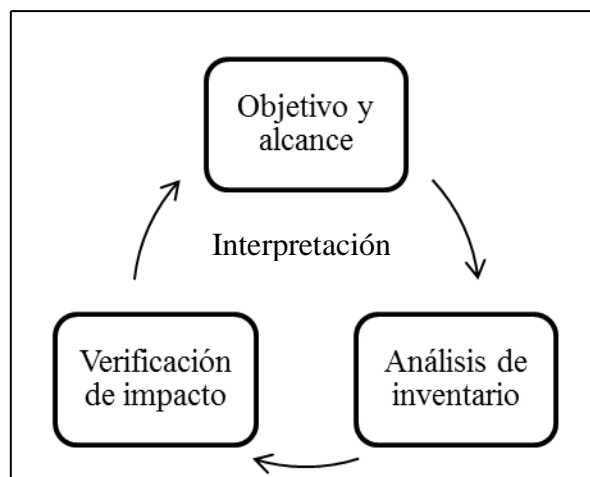 Objetivo y
alcance
Interpretación
Verificación
de impacto
Análisis de
inventario